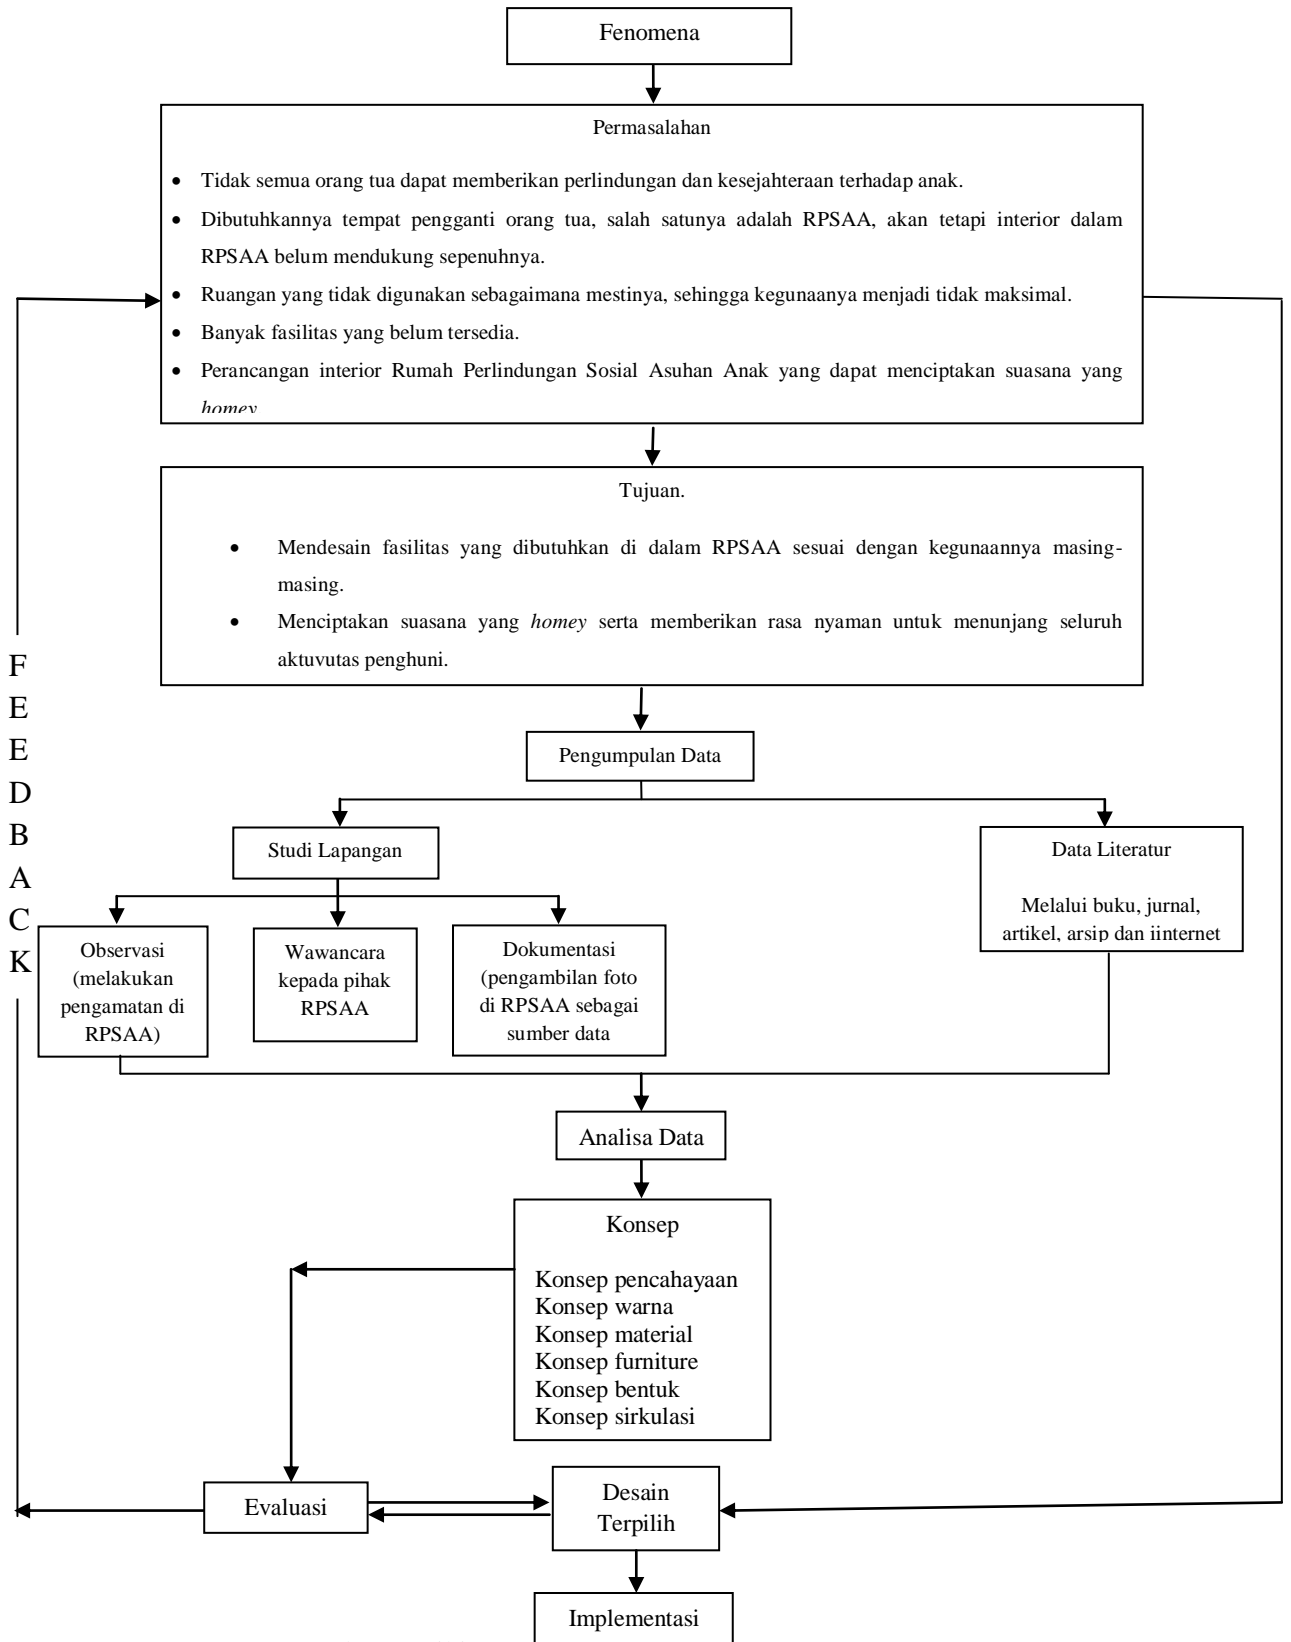 Fenomena
Permasalahan
• Tidak semua orang tua dapat memberikan perlindungan dan kesejahteraan terhadap anak.
• Dibutuhkannya tempat pengganti orang tua, salah satunya adalah RPSAA, akan tetapi interior dalam
RPSAA belum mendukung sepenuhnya.
• Ruangan yang tidak digunakan sebagaimana mestinya, sehingga kegunaanya menjadi tidak maksimal.
• Banyak fasilitas yang belum tersedia.
• Perancangan interior Rumah Perlindungan Sosial Asuhan Anak yang dapat menciptakan suasana yang
homey
Tujuan.
• Mendesain fasilitas yang dibutuhkan di dalam RPSAA sesuai dengan kegunaannya masing-
masing.
• Menciptakan suasana yang homey serta memberikan rasa nyaman untuk menunjang seluruh
aktuvutas penghuni.
F
E
E
D
B
A
C
K
Pengumpulan Data
Studi Lapangan
Data Literatur
Melalui buku, jurnal,
artikel, arsip dan iinternet
Observasi
(melakukan
pengamatan di
RPSAA)
Wawancara
kepada pihak
RPSAA
Dokumentasi
(pengambilan foto
di RPSAA sebagai
sumber data
Analisa Data
Konsep
Konsep pencahayaan
Konsep warna
Konsep material
Konsep furniture
Konsep bentuk
Konsep sirkulasi
Evaluasi
Desain
Terpilih
Implementasi